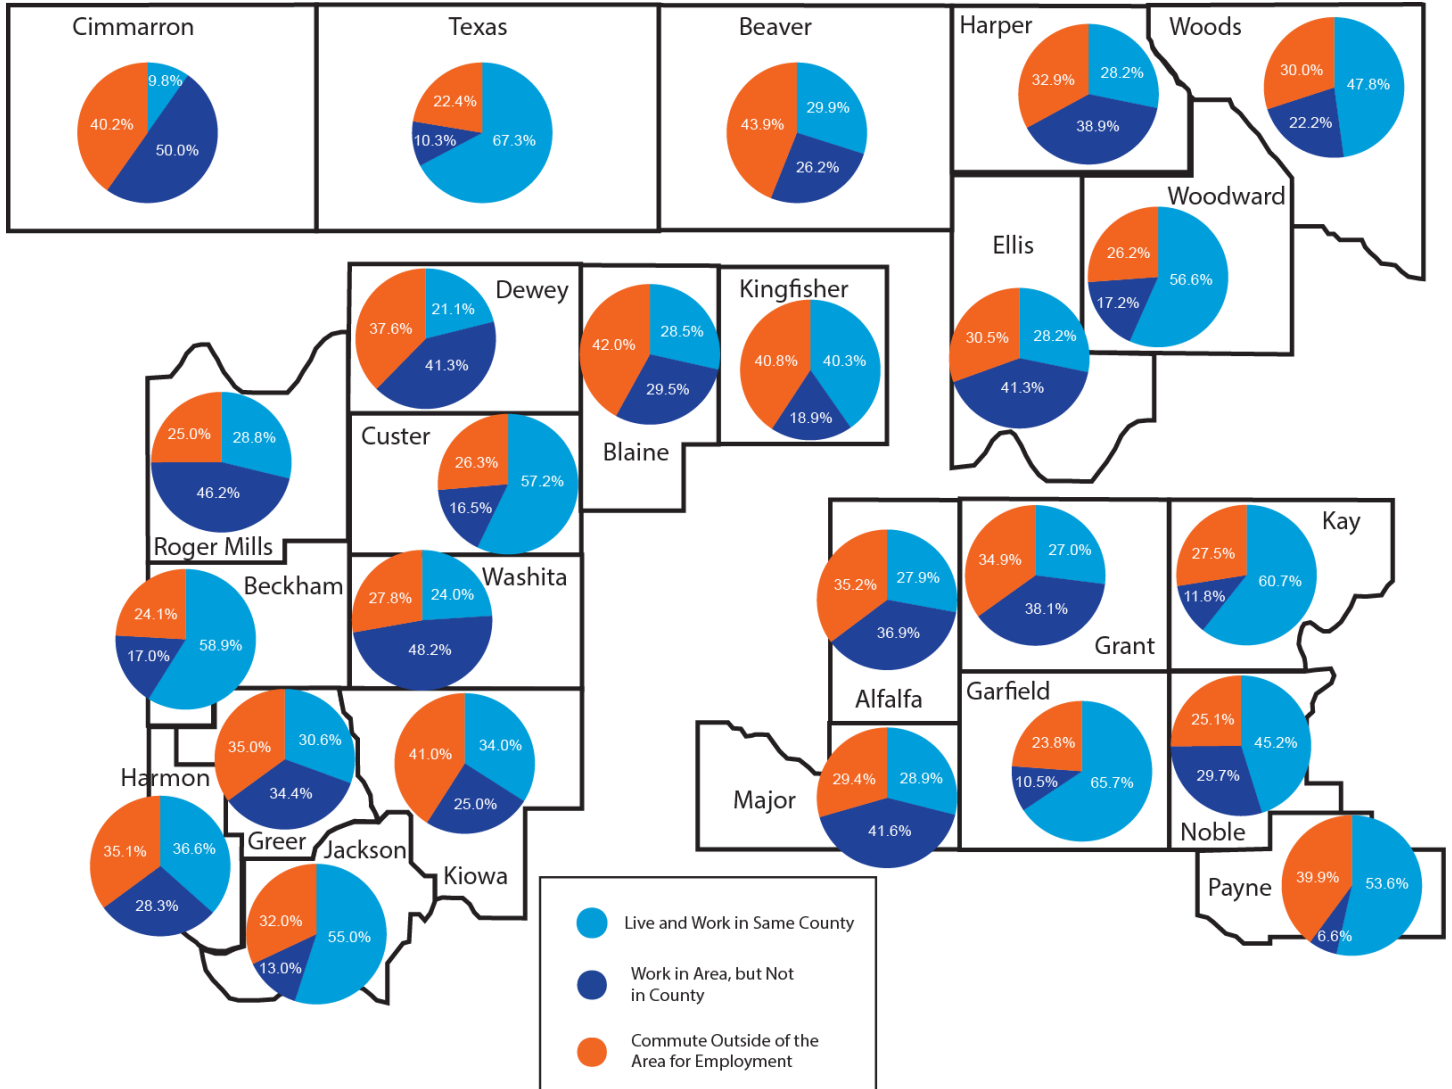 Cimmarron
9.8%
40.2%
50.0%
Texas
22.4%
10.3%
67.3%
Beaver
29.9%
43.9%
26.2%
Harper
32.9%
28.2%
38.9%
Woods
30.0%
47.8%
22.2%
Woodward
26.2%
56.6%
17.2%
Ellis
30.5%
28.2%
41.3%
Dewey
21.1%
37.6%
41.3%
Blaine
42.0%
28.5%
29.5%
Kingfisher
40.8%
40.3%
18.9%
Roger Mills
25.0%
28.8%
46.2%
Custer
26.3%
57.2%
16.5%
Beckham
24.1%
58.9%
17.0%
Washita
27.8%
24.0%
48.2%
Harmon
35.1%
36.6%
28.3%
Greer
35.0%
30.6%
34.4%
Jackson
32.0%
55.0%
13.0%
Kiowa
41.0%
34.0%
25.0%
Alfalfa
35.2%
27.9%
36.9%
Grant
34.9%
27.0%
38.1%
Kay
27.5%
60.7%
11.8%
Major
29.4%
28.9%
41.6%
Garfield
23.8%
10.5%
65.7%
Noble
25.1%
45.2%
29.7%
Payne
39.9%
53.6%
6.6%
Live and Work in Same County
Work in Area, but Not
in County
Commute Outside of the
Area for Employment